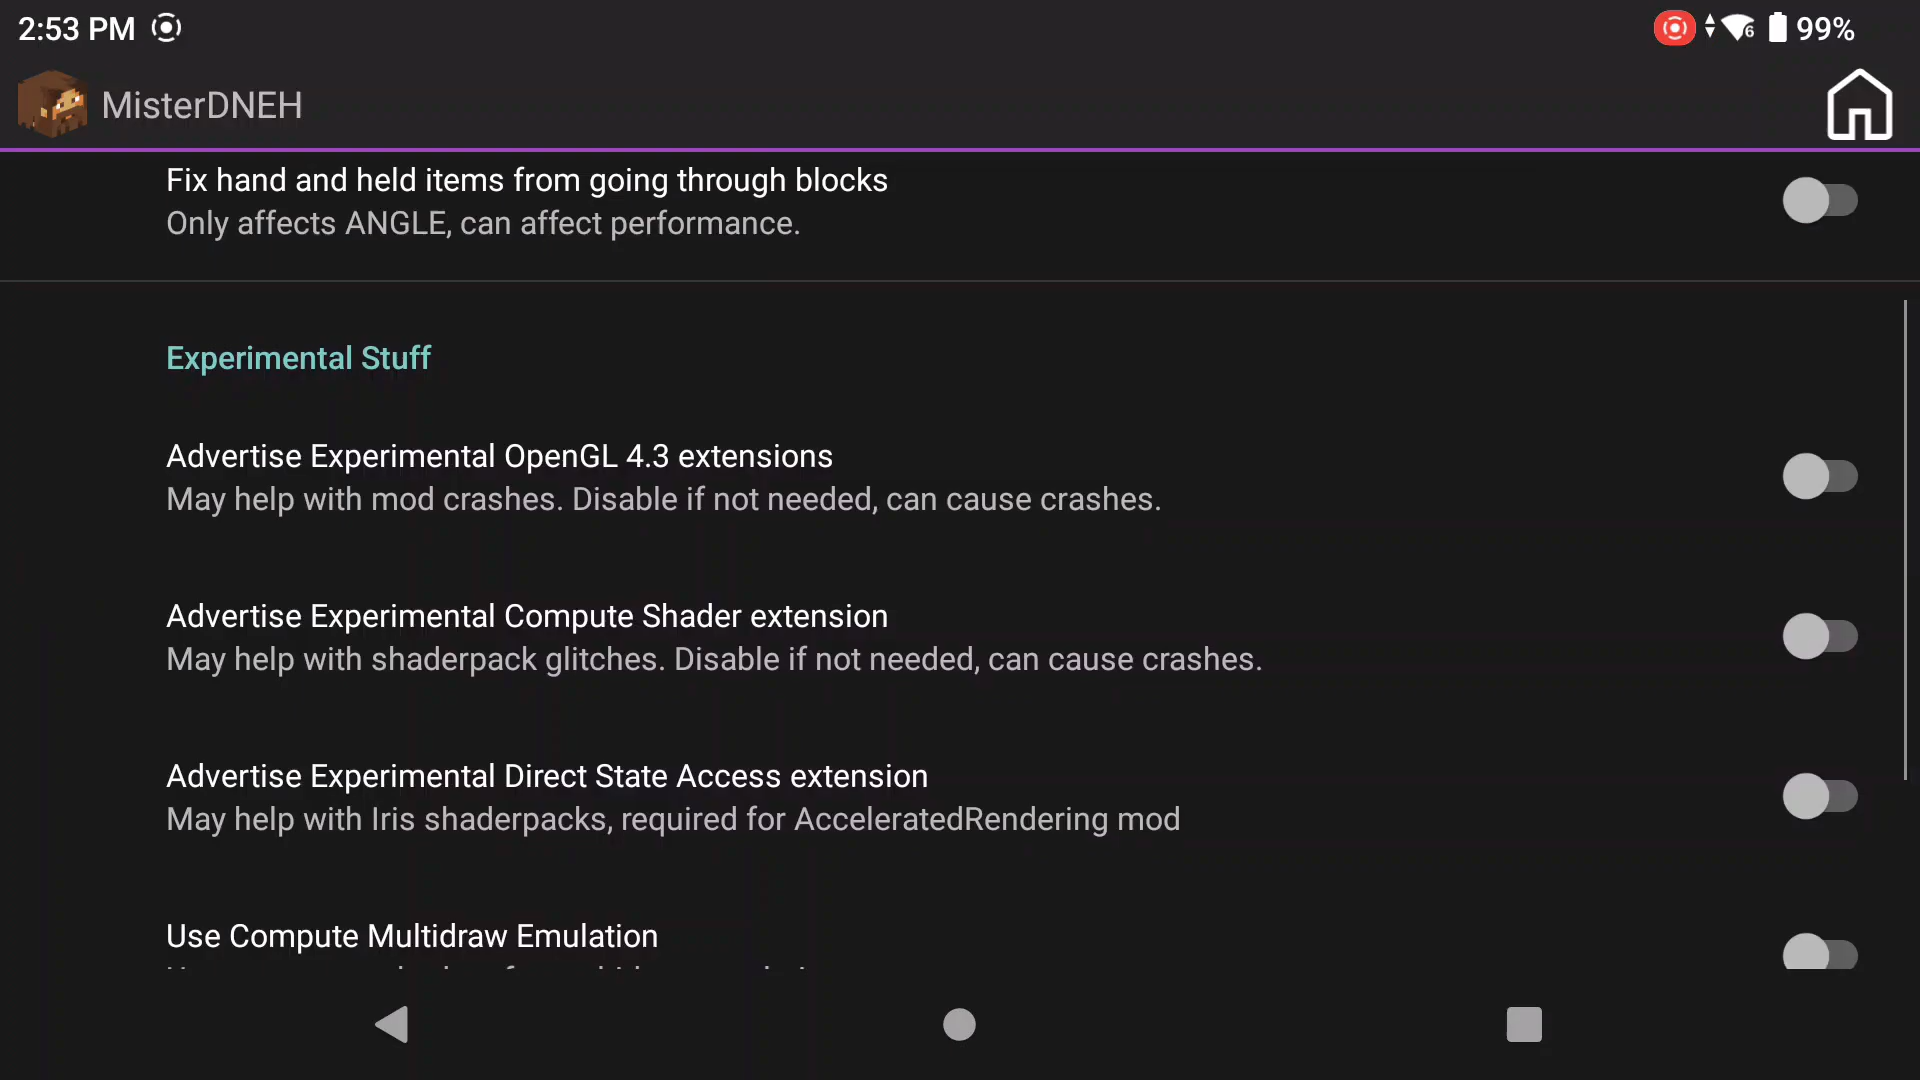 2:53 PM
6 99%
MisterDNEH
Fix hand and held items from going through blocks
Only affects ANGLE, can affect performance.
Experimental Stuff
Advertise Experimental OpenGL 4.3 extensions
May help with mod crashes. Disable if not needed, can cause crashes.
Advertise Experimental Compute Shader extension
May help with shaderpack glitches. Disable if not needed, can cause crashes.
Advertise Experimental Direct State Access extension
May help with Iris shaderpacks, required for AcceleratedRendering mod
Use Compute Multidraw Emulation